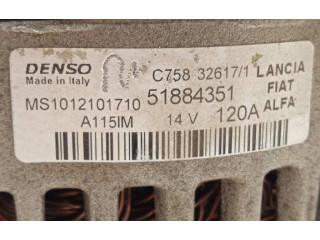 DENSO
Made in Italy
C758 32617/1
LANCIA
FIAT
ALFA
MS1012101710
51884351
A115IM
14 V
120A